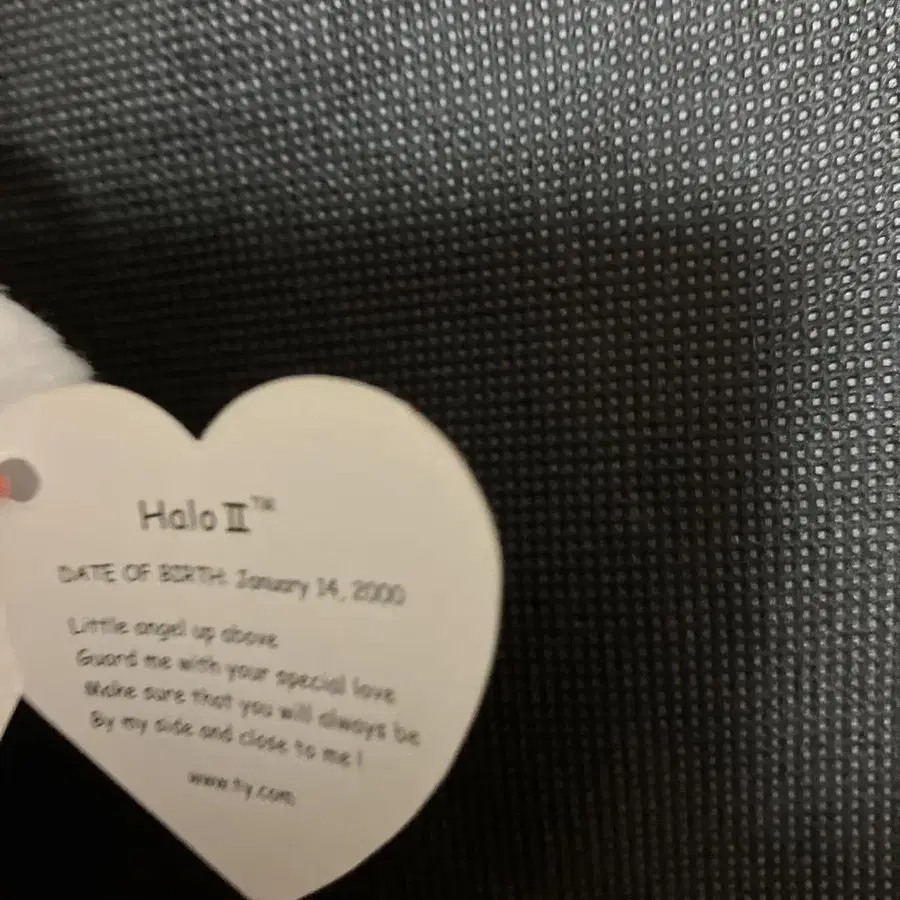 Halo II™
DATE OF BIRTH: January 14, 2000
Little angel up above
Guard me with your special love
Make sure that you will always be
By my side and close to me !
www.ty.com